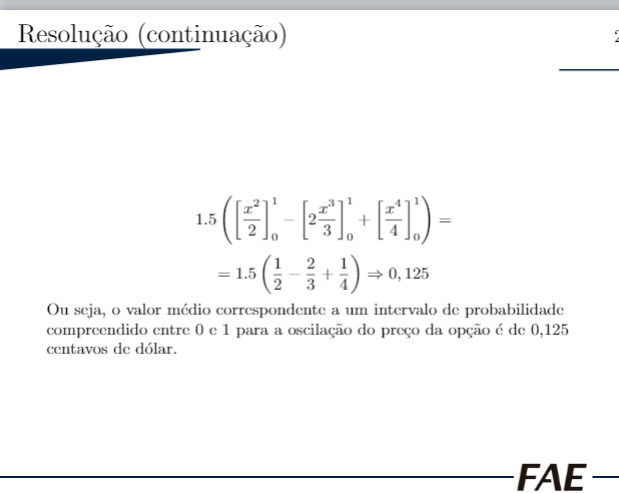 Resolução (continuação)
1.5 ([x²/2]₀¹ − [2 x³/3]₀¹ + [x⁴/4]₀¹) =
= 1.5 (1/2 − 2/3 + 1/4) ⇒ 0, 125
Ou seja, o valor médio correspondente a um intervalo de probabilidade
compreendido entre 0 e 1 para a oscilação do preço da opção é de 0,125
centavos de dólar.
FAE